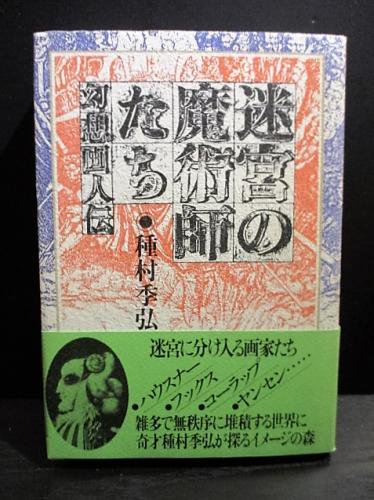 迷宮の
魔術師
たち
幻想画人伝
●種村季弘
迷宮に分け入る画家たち
●ハウスナー
●フックス
●コーラップ
●ヤンセン……
雑多で無秩序に堆積する世界に
奇才種村季弘が探るイメージの森